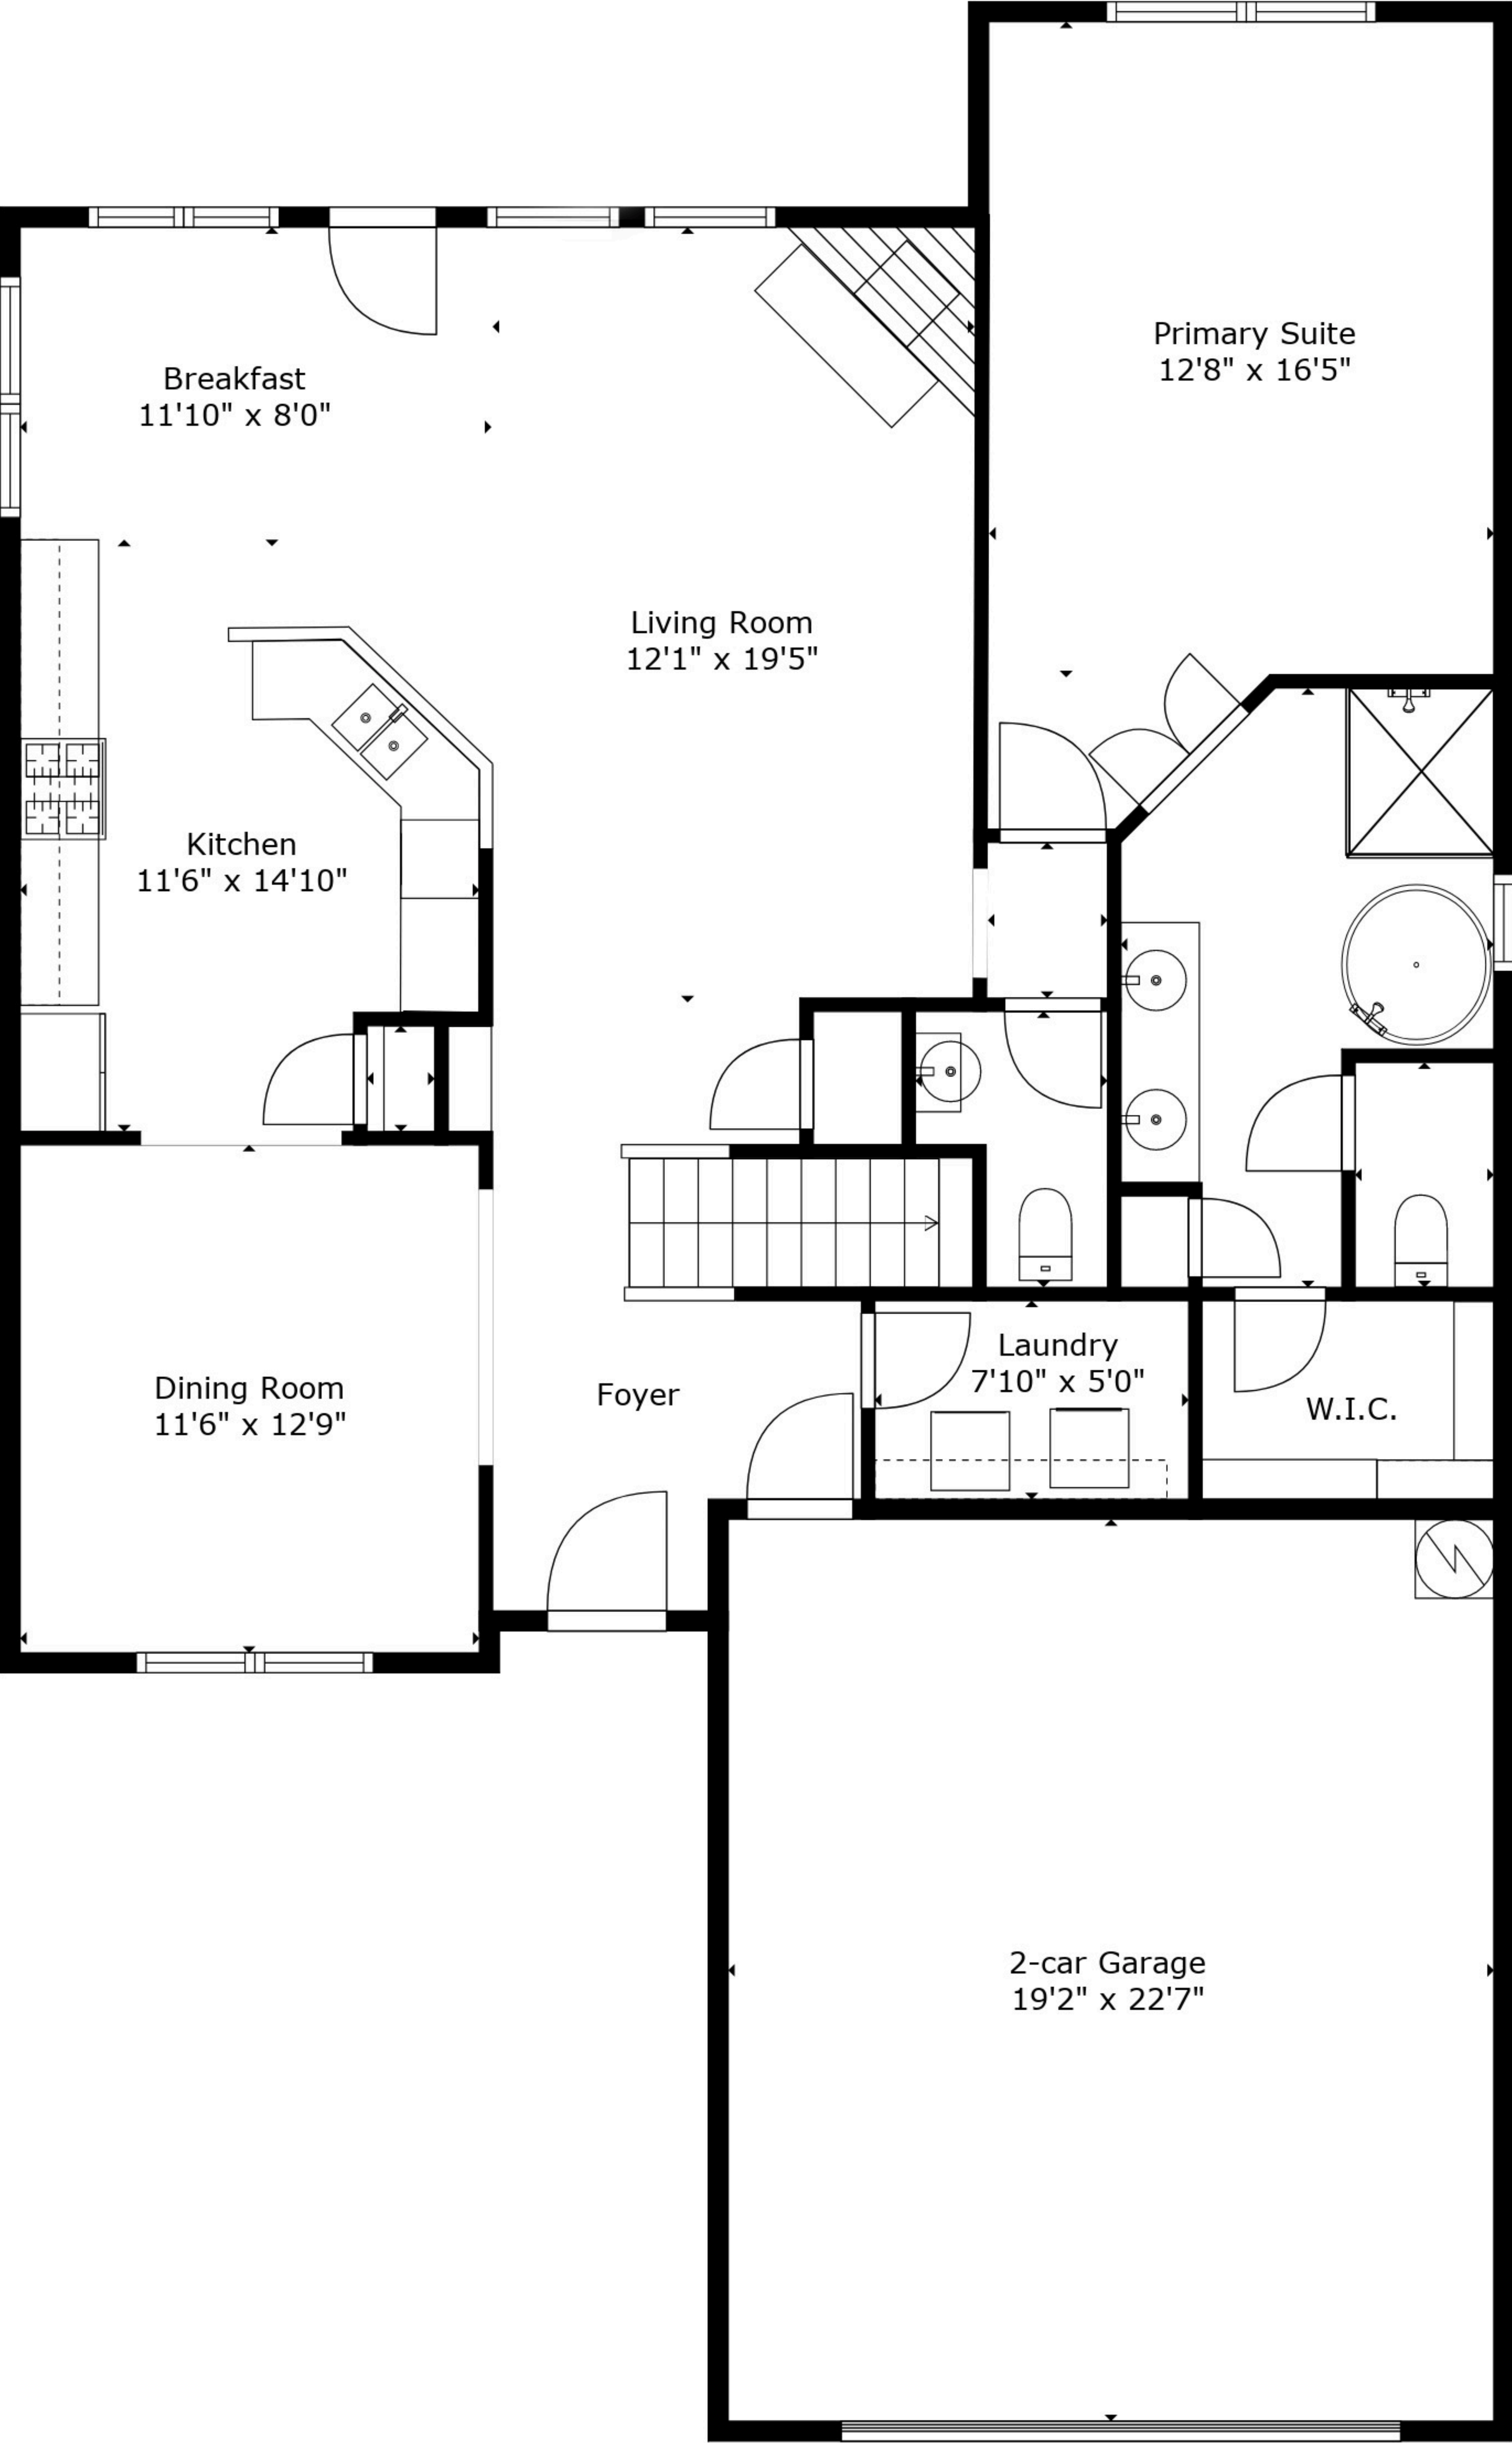 Primary Suite
12'8" x 16'5"
Breakfast
11'10" x 8'0"
Living Room
12'1" x 19'5"
Kitchen
11'6" x 14'10"
Laundry
7'10" x 5'0"
Dining Room
11'6" x 12'9"
Foyer
W.I.C.
2-car Garage
19'2" x 22'7"